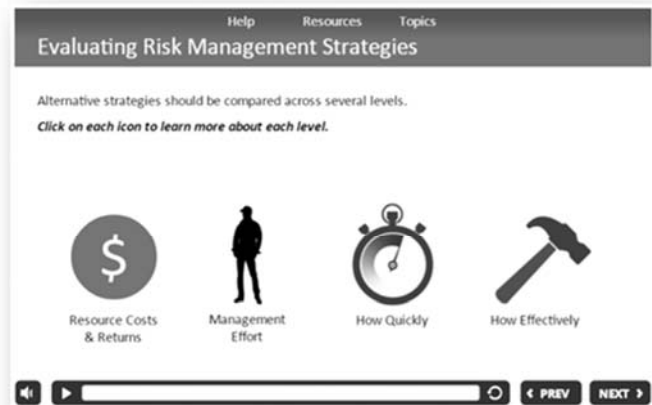 Help Resources Topics
Evaluating Risk Management Strategies
Alternative strategies should be compared across several levels.
Click on each icon to learn more about each level.
$
Resource Costs
& Returns
Management
Effort
How Quickly
How Effectively
PREV
NEXT